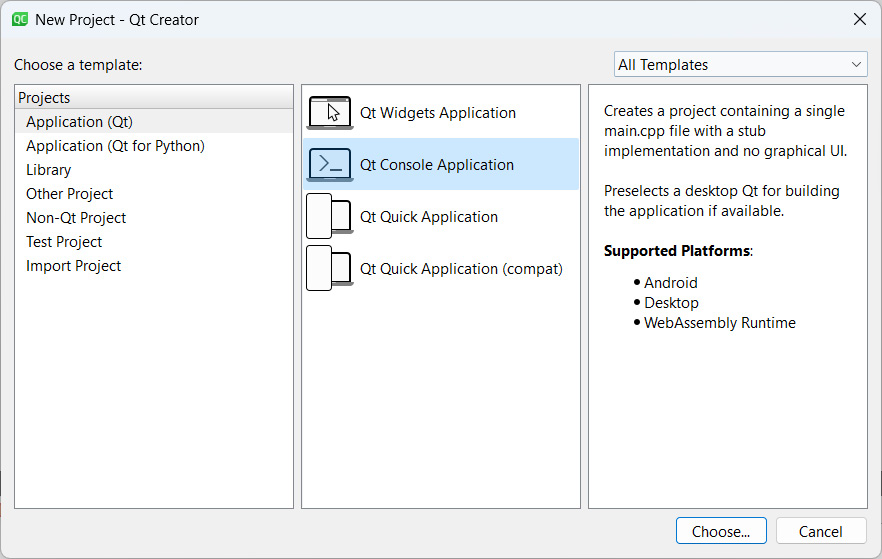 New Project - Qt Creator
Choose a template:
All Templates
Projects
Application (Qt)
Application (Qt for Python)
Library
Other Project
Non-Qt Project
Test Project
Import Project
Qt Widgets Application
Qt Console Application
Qt Quick Application
Qt Quick Application (compat)
Creates a project containing a single
main.cpp file with a stub
implementation and no graphical UI.
Preselects a desktop Qt for building
the application if available.
Supported Platforms:
Android
Desktop
WebAssembly Runtime
Choose...
Cancel